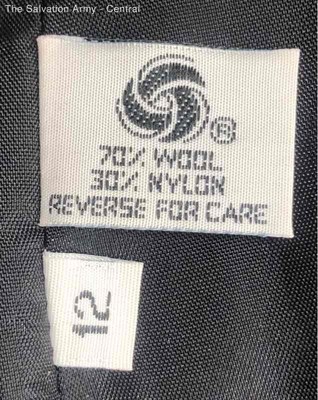 The Salvation Army - Central
®
70% WOOL
30% NYLON
REVERSE FOR CARE
12